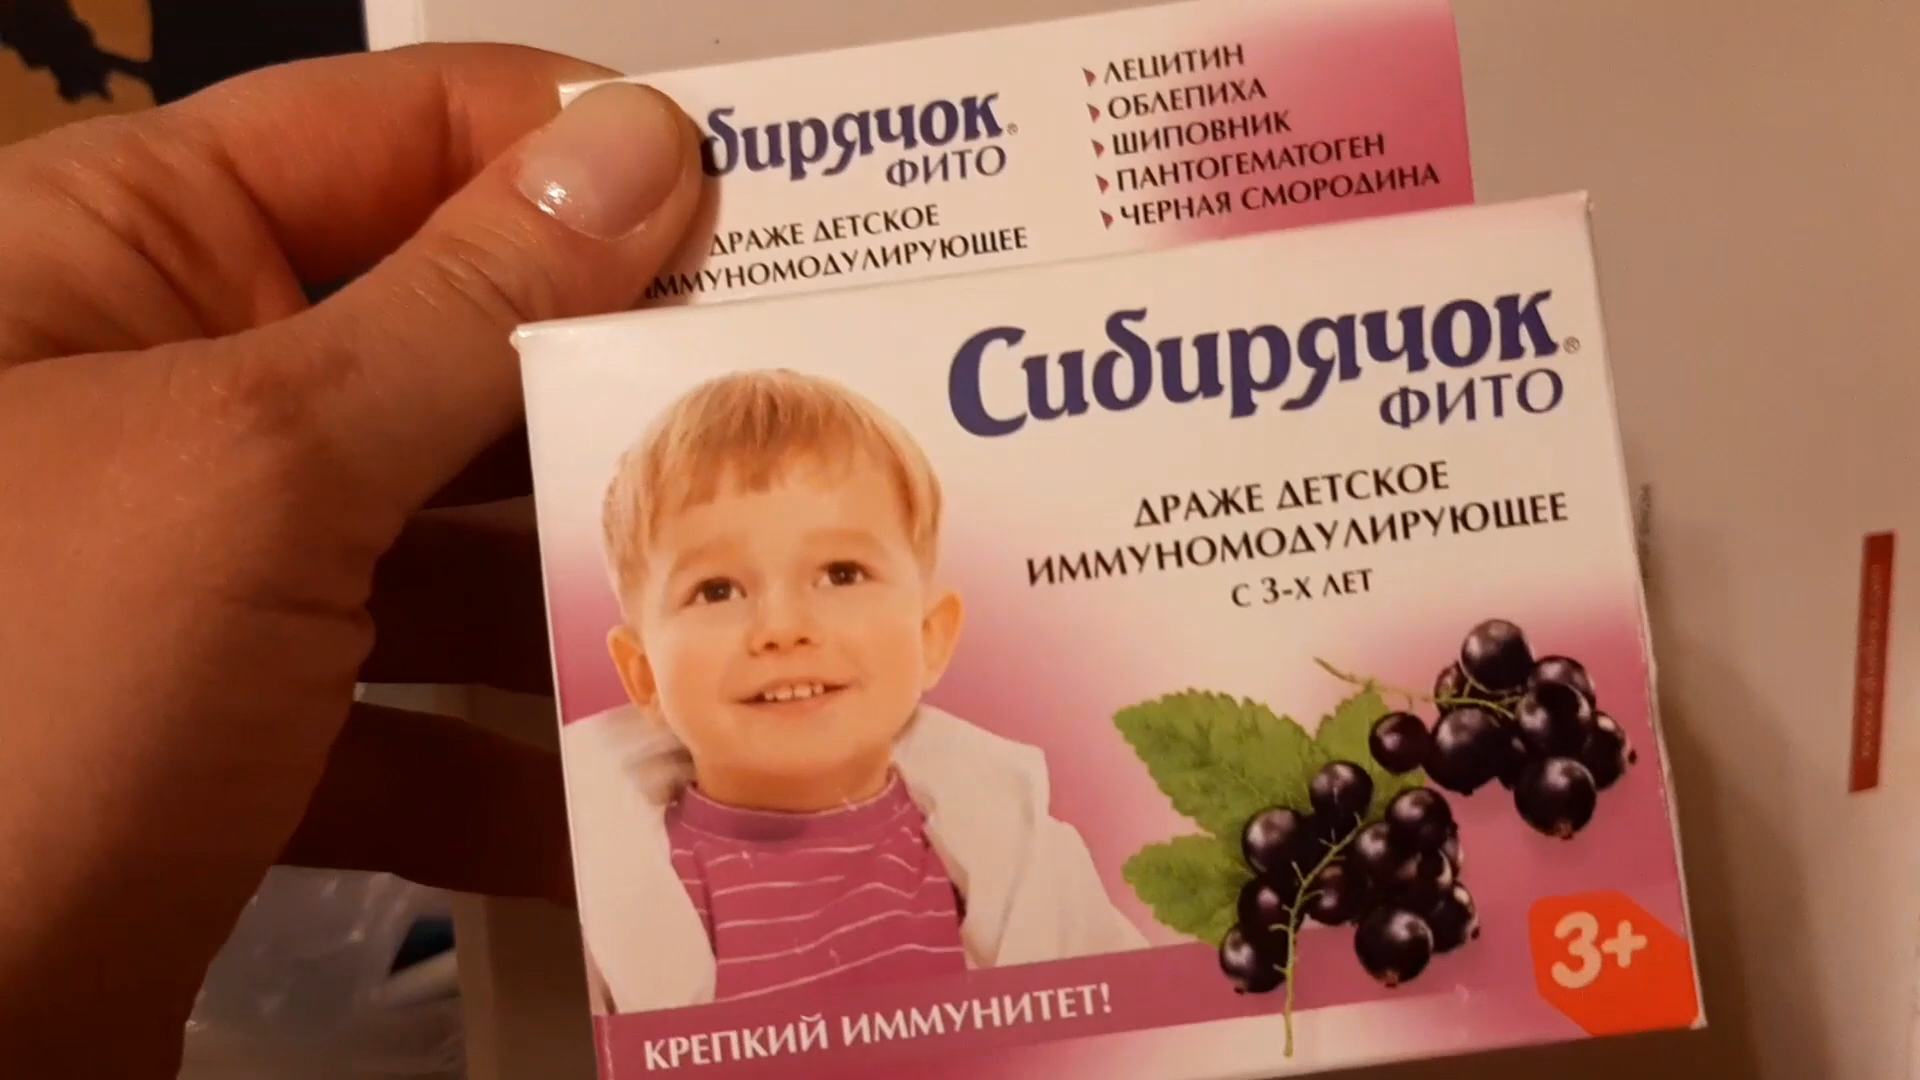 бирячок®
ФИТО
ДРАЖЕ ДЕТСКОЕ
ИММУНОМОДУЛИРУЮЩЕЕ
ЛЕЦИТИН
ОБЛЕПИХА
ШИПОВНИК
ПАНТОГЕМАТОГЕН
ЧЕРНАЯ СМОРОДИНА
Сибирячок®
ФИТО
ДРАЖЕ ДЕТСКОЕ
ИММУНОМОДУЛИРУЮЩЕЕ
С 3-Х ЛЕТ
3+
КРЕПКИЙ ИММУНИТЕТ!